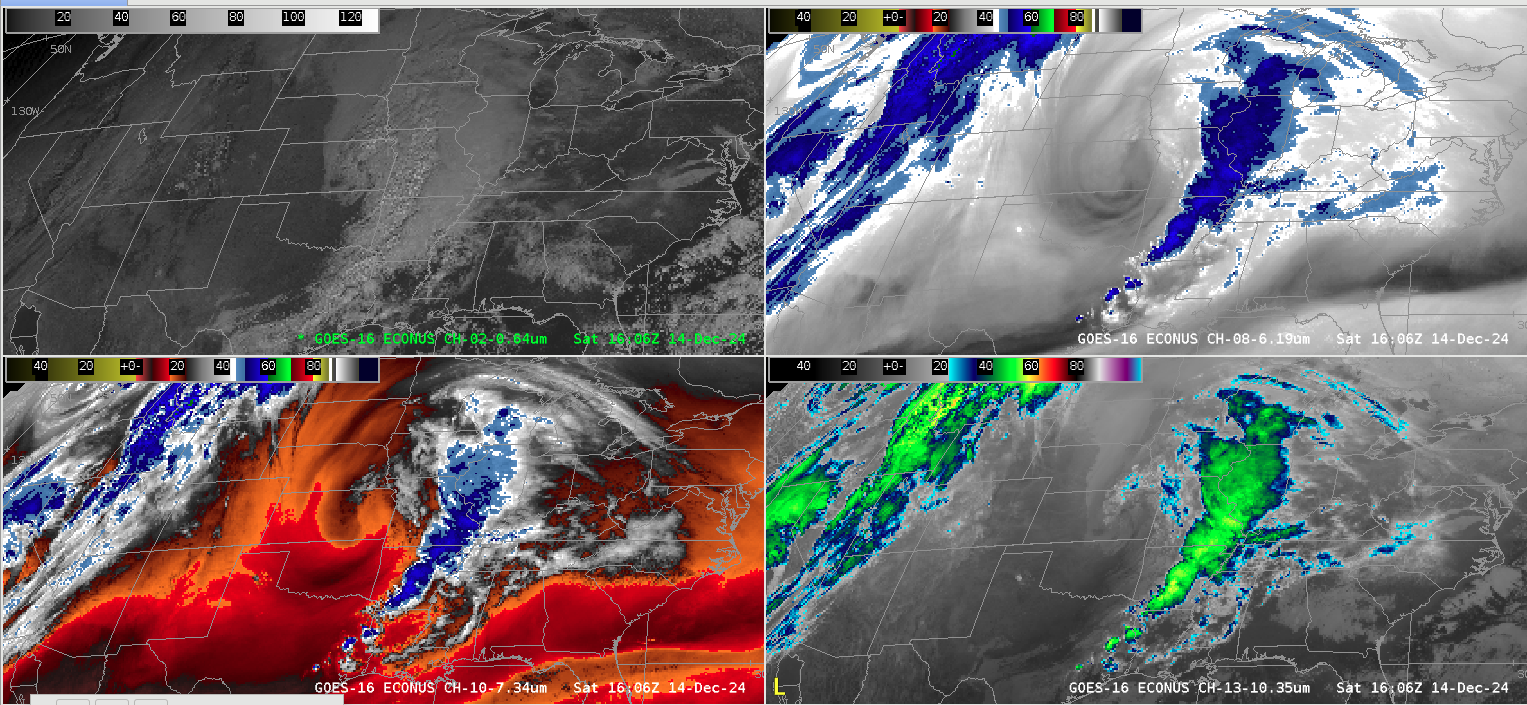 20 40 60 80 100 120
50N
130W
* GOES-16 ECONUS CH-02-0.64um Sat 16:06Z 14-Dec-24
40 20 +0- 20 40 60 80
GOES-16 ECONUS CH-08-6.19um Sat 16:06Z 14-Dec-24
40 20 +0- 20 40 60 80
GOES-16 ECONUS CH-10-7.34um Sat 16:06Z 14-Dec-24
40 20 +0- 20 40 60 80
L
GOES-16 ECONUS CH-13-10.35um Sat 16:06Z 14-Dec-24